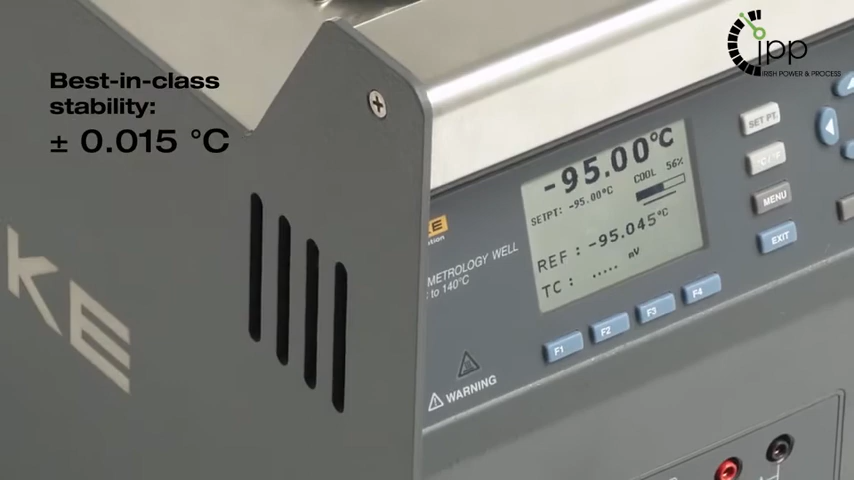 Best-in-class
stability:
± 0.015 °C
ipp
IRISH POWER & PROCESS
KE
-95.00°C
COOL 56%
SETPT: -95.00°C
REF: -95.045°C
TC: ..... mV
METROLOGY WELL
to 140°C
SET PT.
°C / °F
MENU
EXIT
F1 F2 F3 F4
⚠ WARNING